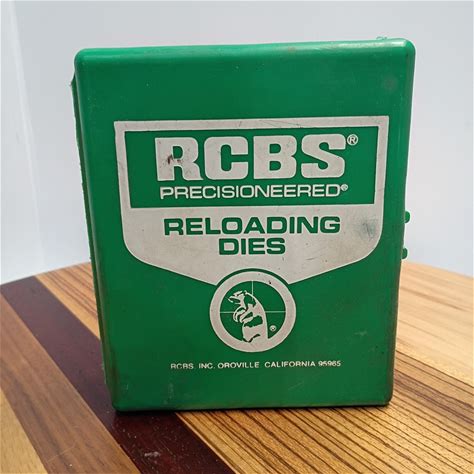 RCBS®
PRECISIONEERED®
RELOADING
DIES
®
RCBS, INC. OROVILLE, CALIFORNIA 95965